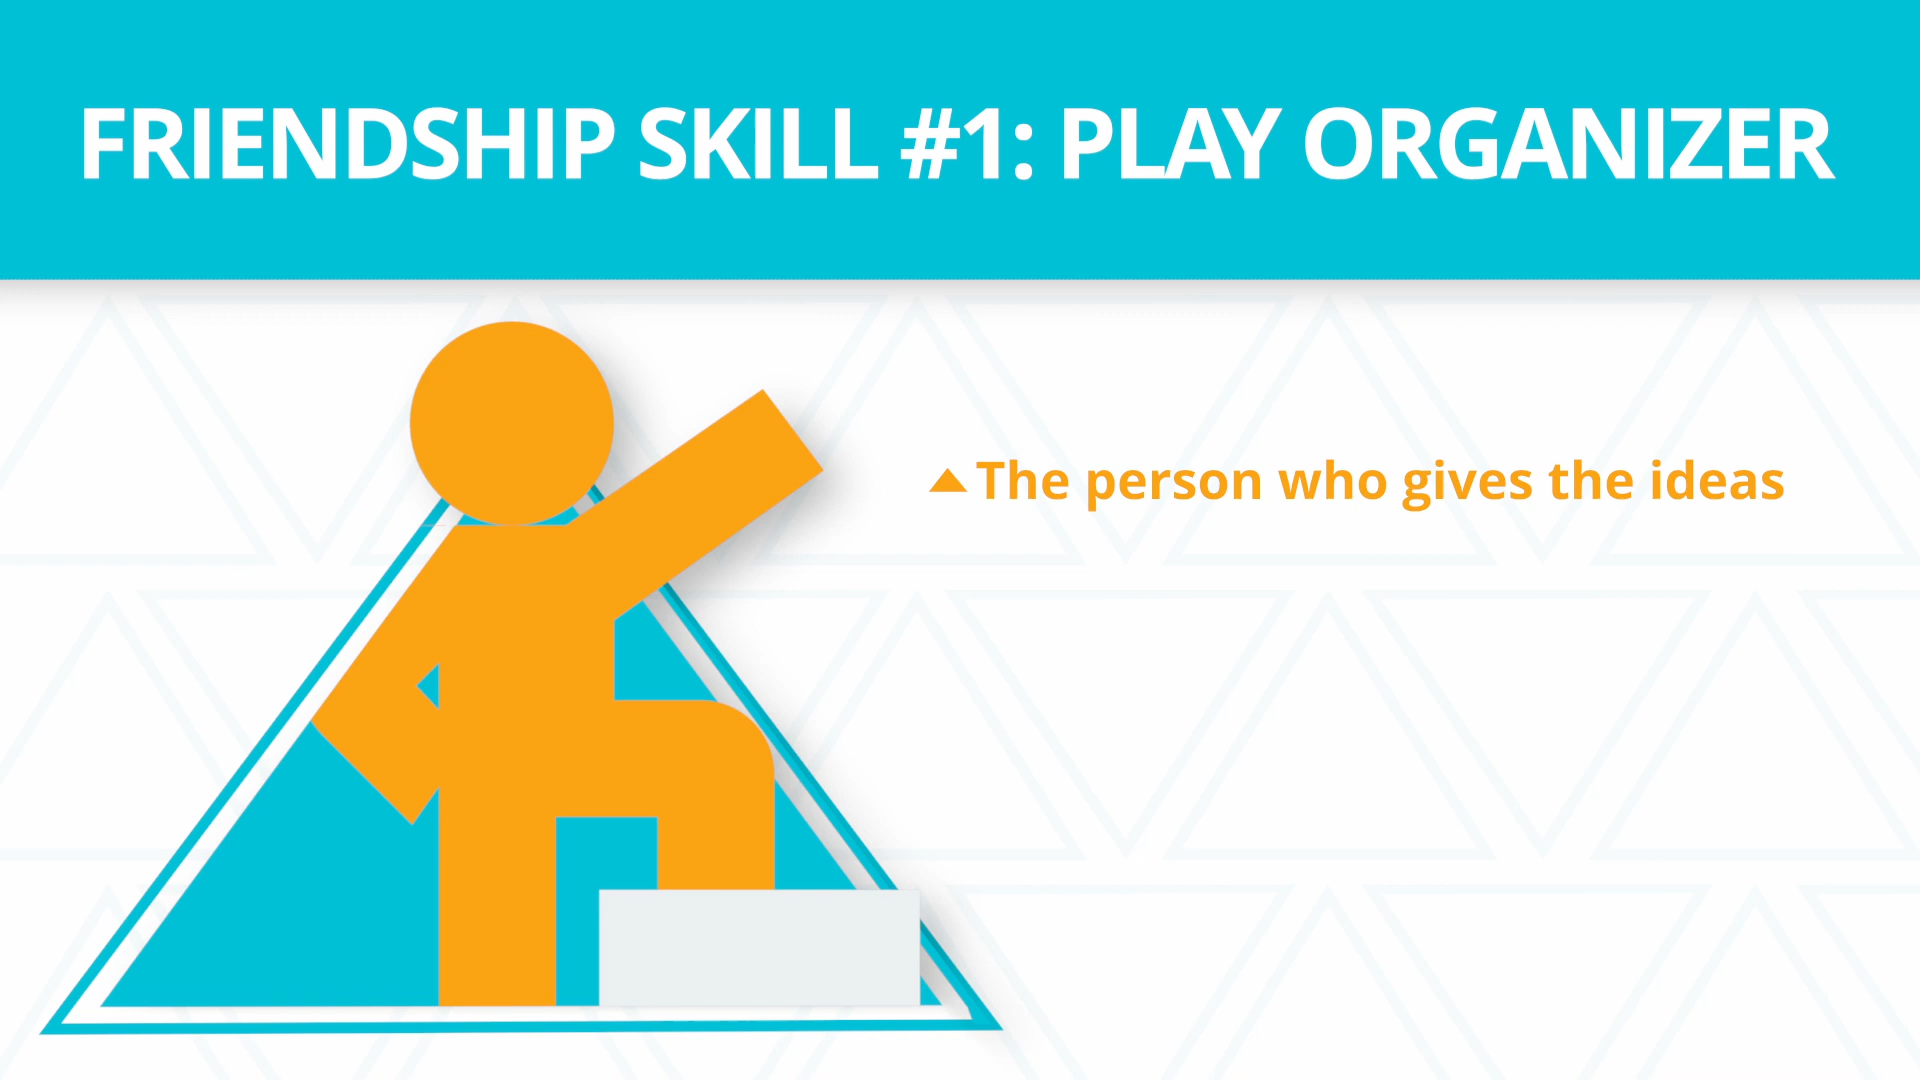 FRIENDSHIP SKILL #1: PLAY ORGANIZER
The person who gives the ideas